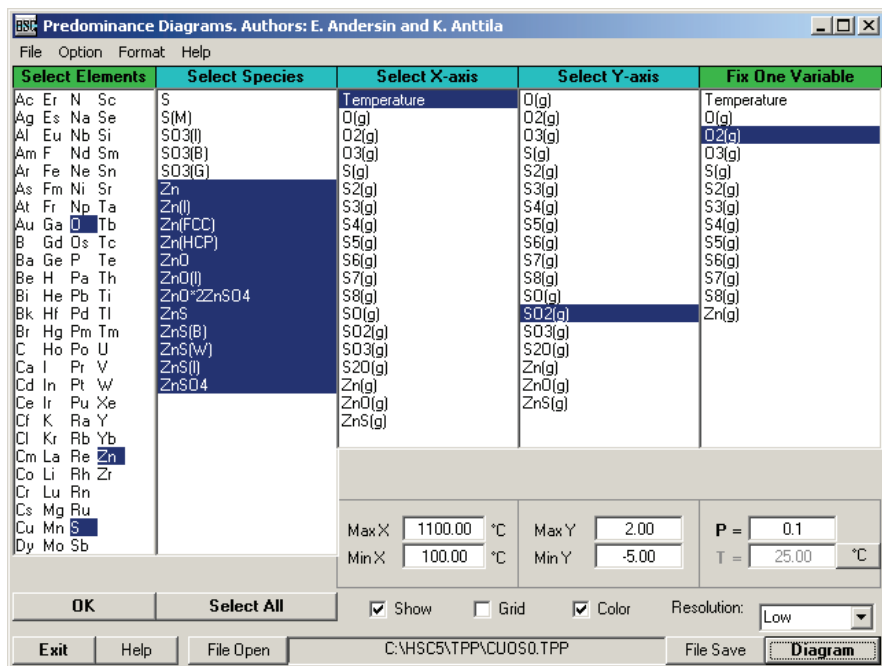 HSC Predominance Diagrams. Authors: E. Andersin and K. Anttila
File Option Format Help
Select Elements Select Species Select X-axis Select Y-axis Fix One Variable
Ac Er N Sc
Ag Es Na Se
Al Eu Nb Si
Am F Nd Sm
Ar Fe Ne Sn
As Fm Ni Sr
At Fr Np Ta
Au Ga O Tb
B Gd Os Tc
Ba Ge P Te
Be H Pa Th
Bi He Pb Ti
Bk Hf Pd Tl
Br Hg Pm Tm
C Ho Po U
Ca I Pr V
Cd In Pt W
Ce Ir Pu Xe
Cf K Ra Y
Cl Kr Rb Yb
Cm La Re Zn
Co Li Rh Zr
Cr Lu Rn
Cs Mg Ru
Cu Mn S
Dy Mo Sb
S
S(M)
SO3(l)
SO3(B)
SO3(G)
Zn
Zn(l)
Zn(FCC)
Zn(HCP)
ZnO
ZnO(l)
ZnO*2ZnSO4
ZnS
ZnS(B)
ZnS(W)
ZnS(l)
ZnSO4
Temperature
O(g)
O2(g)
O3(g)
S(g)
S2(g)
S3(g)
S4(g)
S5(g)
S6(g)
S7(g)
S8(g)
SO(g)
SO2(g)
SO3(g)
S2O(g)
Zn(g)
ZnO(g)
ZnS(g)
O(g)
O2(g)
O3(g)
S(g)
S2(g)
S3(g)
S4(g)
S5(g)
S6(g)
S7(g)
S8(g)
SO(g)
SO2(g)
SO3(g)
S2O(g)
Zn(g)
ZnO(g)
ZnS(g)
Temperature
O(g)
O2(g)
O3(g)
S(g)
S2(g)
S3(g)
S4(g)
S5(g)
S6(g)
S7(g)
S8(g)
Zn(g)
Max X 1100.00 °C Max Y 2.00 P = 0.1
Min X 100.00 °C Min Y -5.00 T = 25.00 °C
OK Select All Show Grid Color Resolution: Low
Exit Help File Open C:\HSC5\TPP\CUOS0.TPP File Save Diagram